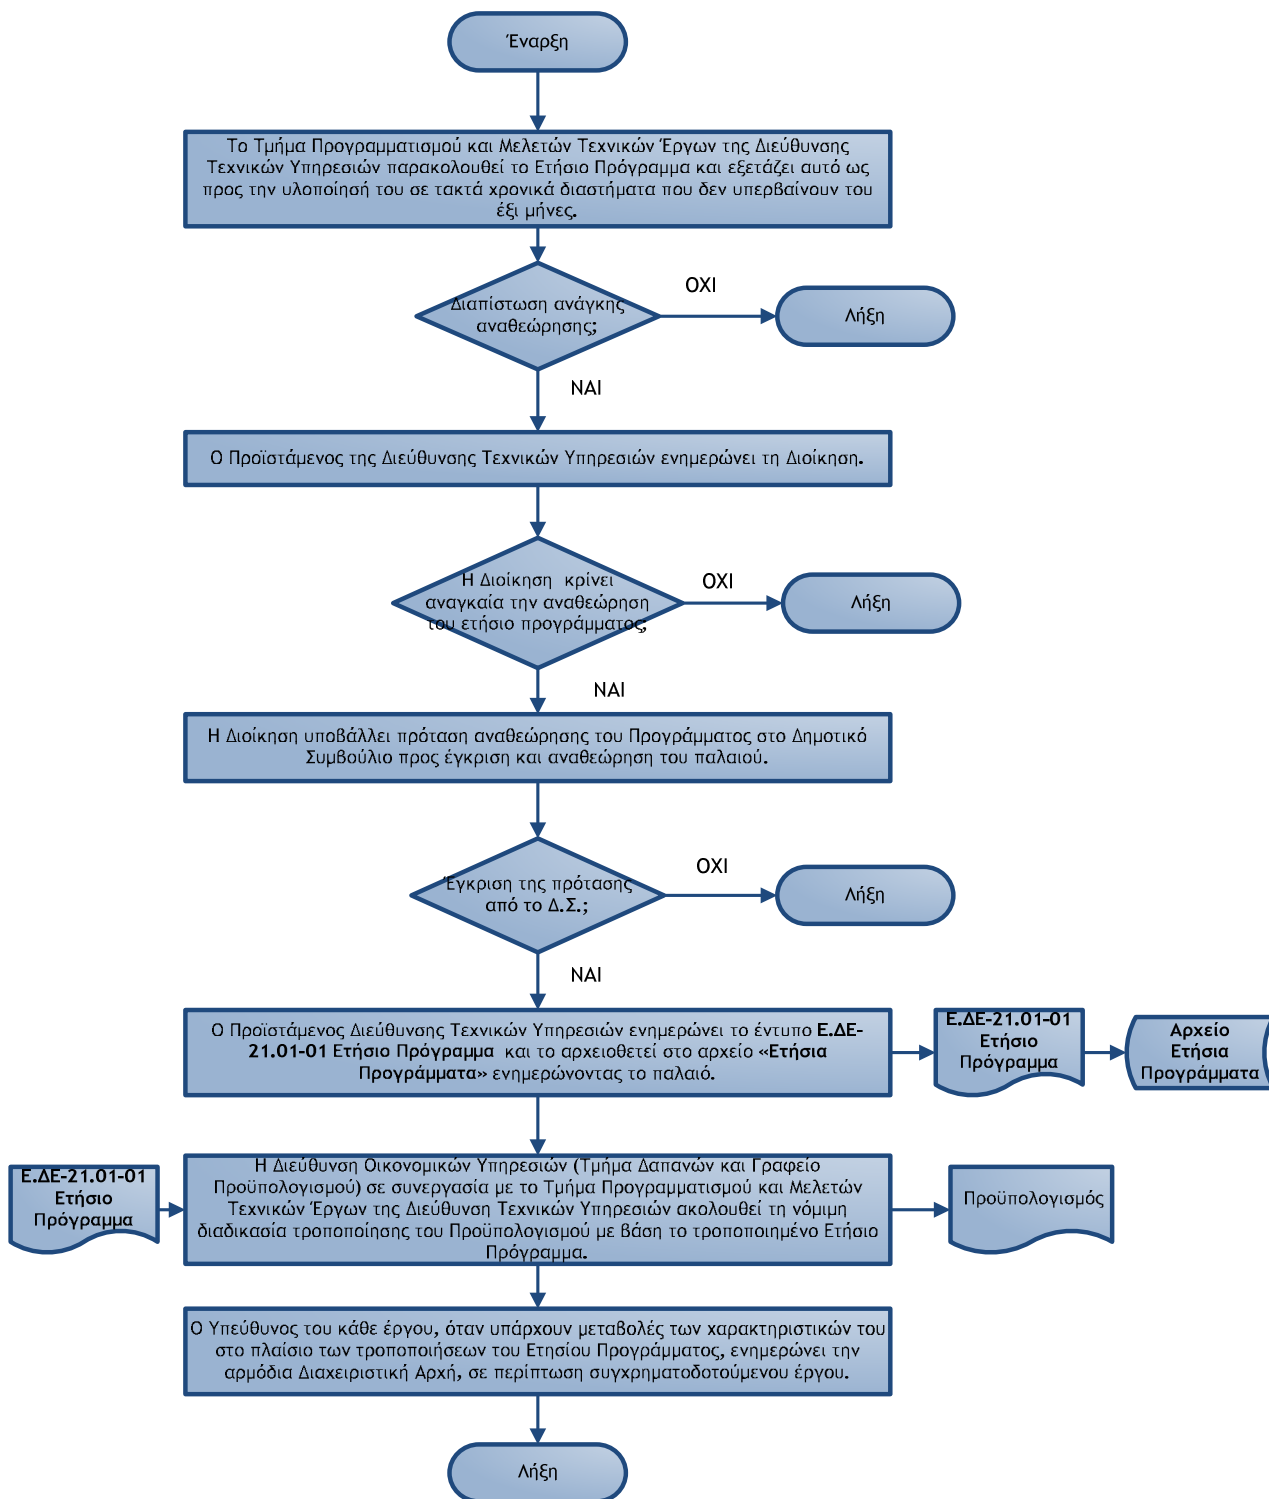 Έναρξη
Το Τμήμα Προγραμματισμού και Μελετών Τεχνικών Έργων της Διεύθυνσης
Τεχνικών Υπηρεσιών παρακολουθεί το Ετήσιο Πρόγραμμα και εξετάζει αυτό ως
προς την υλοποίησή του σε τακτά χρονικά διαστήματα που δεν υπερβαίνουν του
έξι μήνες.
Διαπίστωση ανάγκης
αναθεώρησης;
ΟΧΙ
Λήξη
ΝΑΙ
Ο Προϊστάμενος της Διεύθυνσης Τεχνικών Υπηρεσιών ενημερώνει τη Διοίκηση.
Η Διοίκηση κρίνει
αναγκαία την αναθεώρηση
του ετήσιο προγράμματος;
ΟΧΙ
Λήξη
ΝΑΙ
Η Διοίκηση υποβάλλει πρόταση αναθεώρησης του Προγράμματος στο Δημοτικό
Συμβούλιο προς έγκριση και αναθεώρηση του παλαιού.
Έγκριση της πρότασης
από το Δ.Σ.;
ΟΧΙ
Λήξη
ΝΑΙ
Ο Προϊστάμενος Διεύθυνσης Τεχνικών Υπηρεσιών ενημερώνει το έντυπο Ε.ΔΕ-
21.01-01 Ετήσιο Πρόγραμμα και το αρχειοθετεί στο αρχείο «Ετήσια
Προγράμματα» ενημερώνοντας το παλαιό.
Ε.ΔΕ-21.01-01
Ετήσιο
Πρόγραμμα
Αρχείο
Ετήσια
Προγράμματα
Ε.ΔΕ-21.01-01
Ετήσιο
Πρόγραμμα
Η Διεύθυνση Οικονομικών Υπηρεσιών (Τμήμα Δαπανών και Γραφείο
Προϋπολογισμού) σε συνεργασία με το Τμήμα Προγραμματισμού και Μελετών
Τεχνικών Έργων της Διεύθυνση Τεχνικών Υπηρεσιών ακολουθεί τη νόμιμη
διαδικασία τροποποίησης του Προϋπολογισμού με βάση το τροποποιημένο Ετήσιο
Πρόγραμμα.
Προϋπολογισμός
Ο Υπεύθυνος του κάθε έργου, όταν υπάρχουν μεταβολές των χαρακτηριστικών του
στο πλαίσιο των τροποποιήσεων του Ετησίου Προγράμματος, ενημερώνει την
αρμόδια Διαχειριστική Αρχή, σε περίπτωση συγχρηματοδοτούμενου έργου.
Λήξη